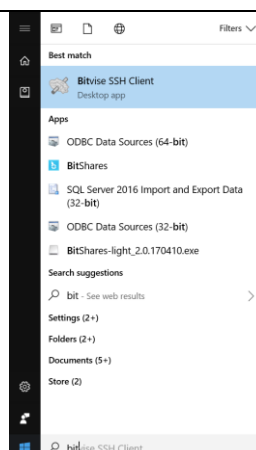 Filters
Best match
Bitvise SSH Client
Desktop app
Apps
ODBC Data Sources (64-bit)
BitShares
SQL Server 2016 Import and Export Data
(32-bit)
ODBC Data Sources (32-bit)
BitShares-light_2.0.170410.exe
Search suggestions
bit - See web results
Settings (2+)
Folders (2+)
Documents (5+)
Store (2)
bitvise SSH Client